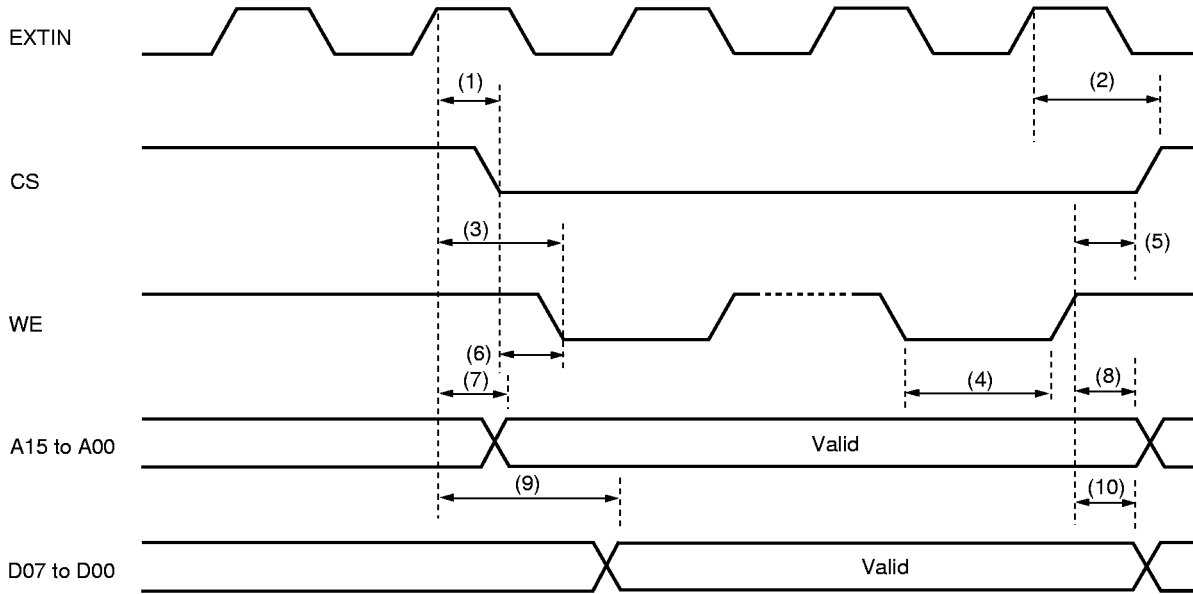 EXTIN
(1)
(2)
CS
(3)
(5)
WE
(6)
(7)
(4)
(8)
A15 to A00
Valid
(9)
(10)
D07 to D00
Valid